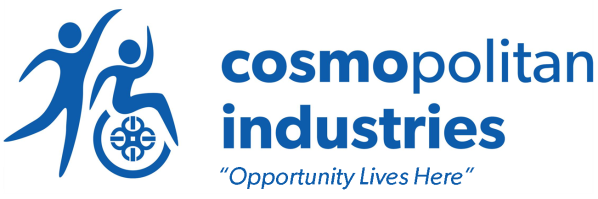 cosmopolitan
industries
“Opportunity Lives Here“